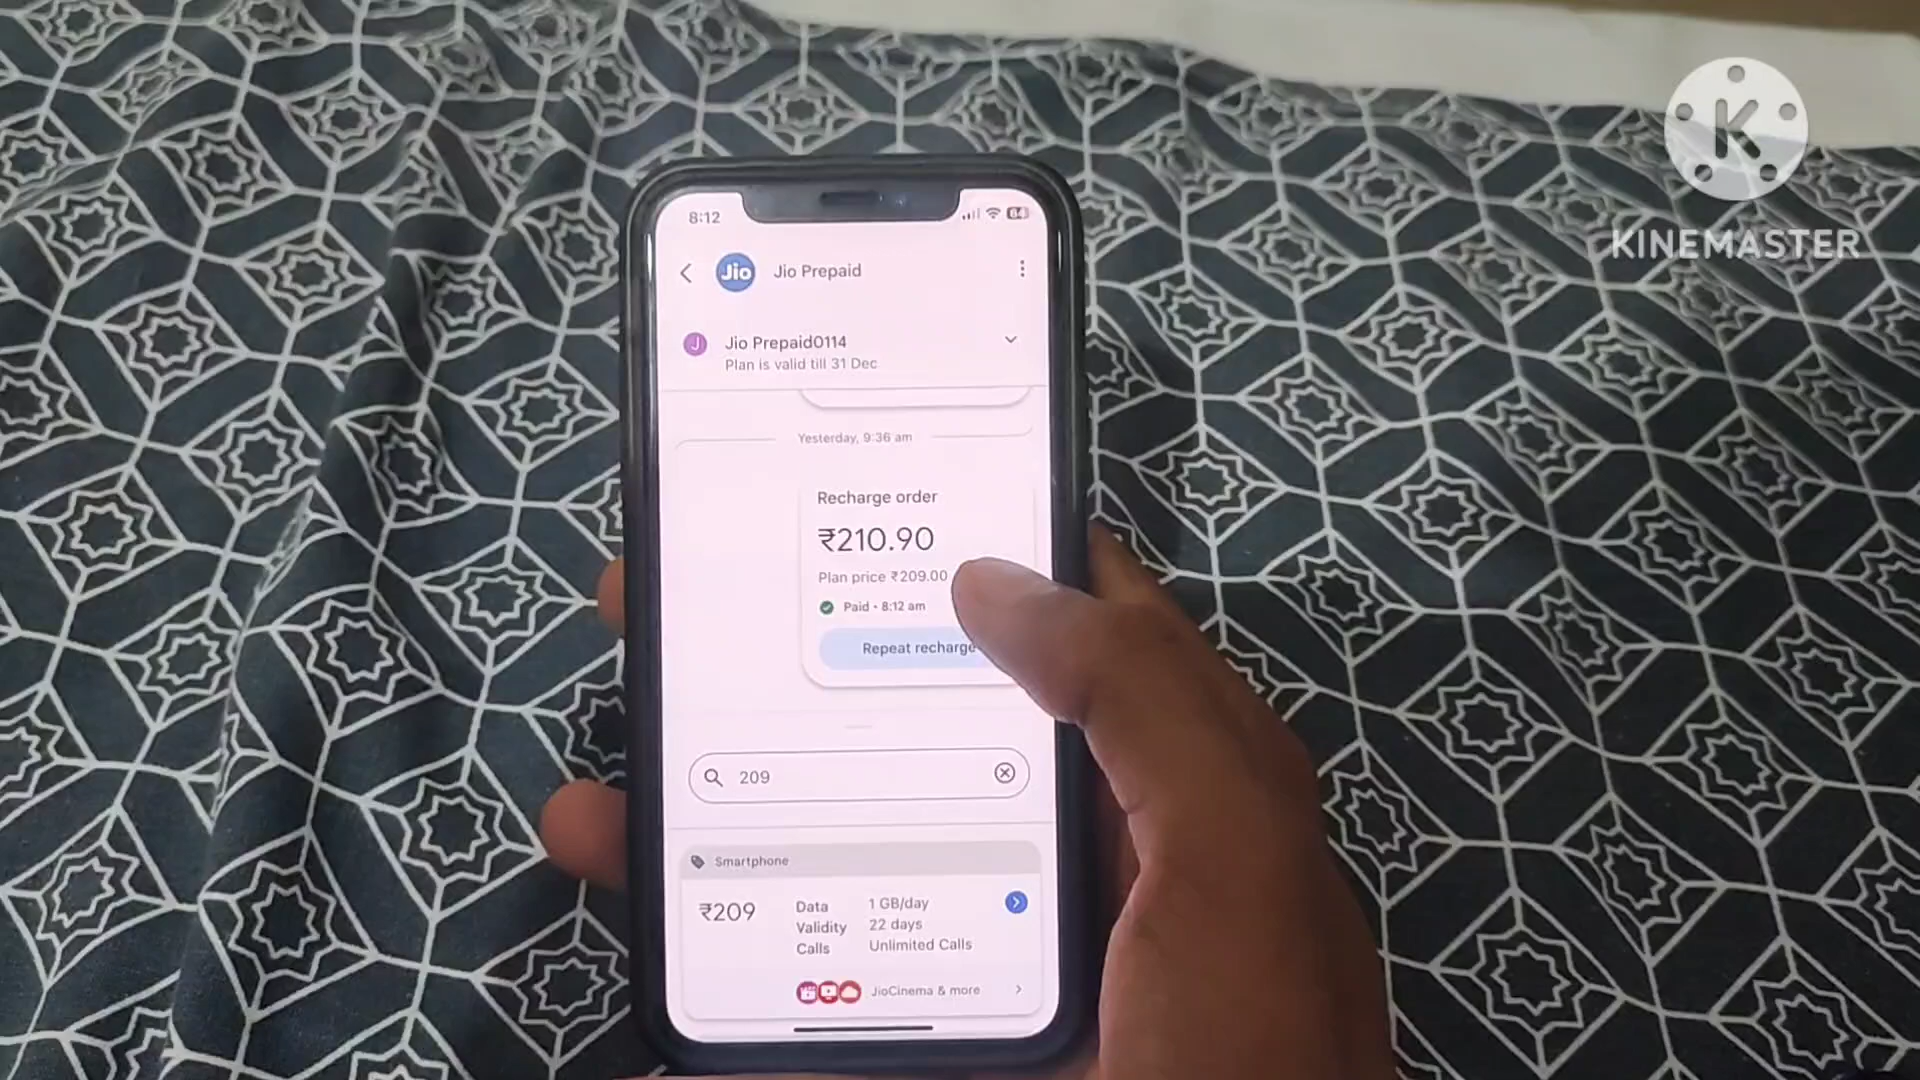 K
KINEMASTER
8:12
64
Jio
Jio Prepaid
J
Jio Prepaid0114
Plan is valid till 31 Dec
Yesterday, 9:36 am
Recharge order
₹210.90
Plan price ₹209.00
Paid • 8:12 am
Repeat recharge
209
Smartphone
₹209
Data 1 GB/day
Validity 22 days
Calls Unlimited Calls
JioCinema & more